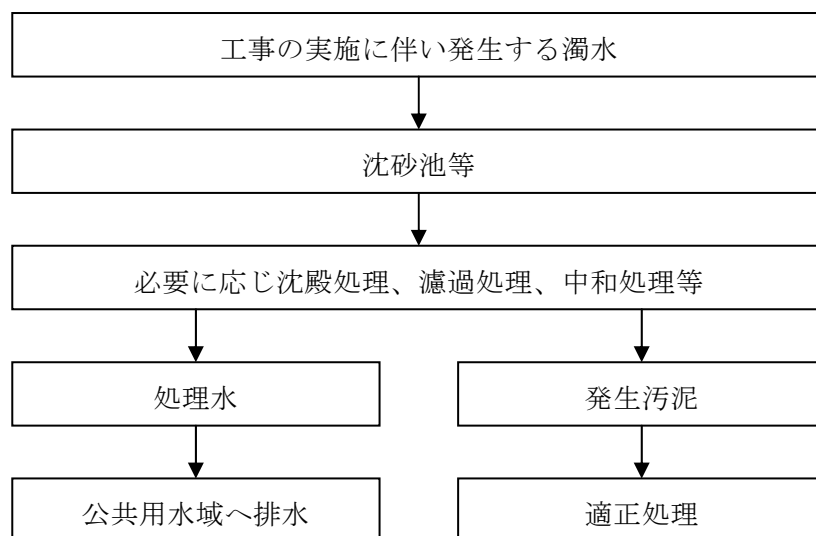 工事の実施に伴い発生する濁水
沈砂池等
必要に応じ沈殿処理、濾過処理、中和処理等
処理水
発生汚泥
公共用水域へ排水
適正処理